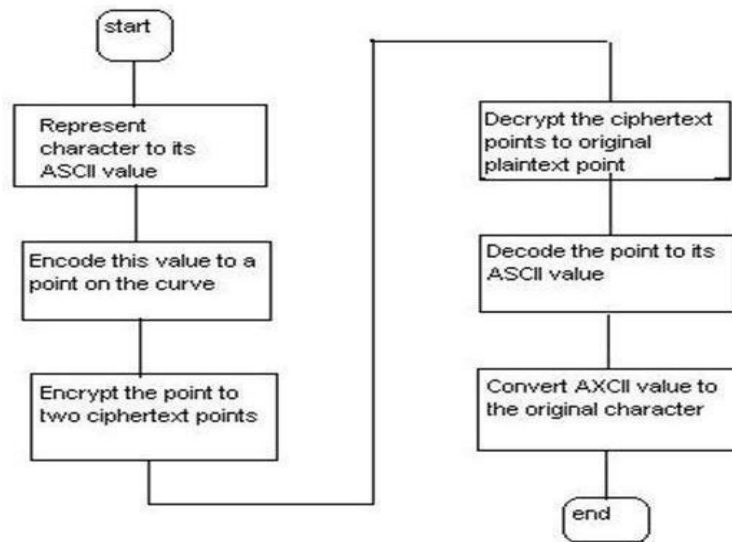 start
Represent
character to its
ASCII value
Encode this value to a
point on the curve
Encrypt the point to
two ciphertext points
Decrypt the ciphertext
points to original
plaintext point
Decode the point to its
ASCII value
Convert AXCII value to
the original character
end